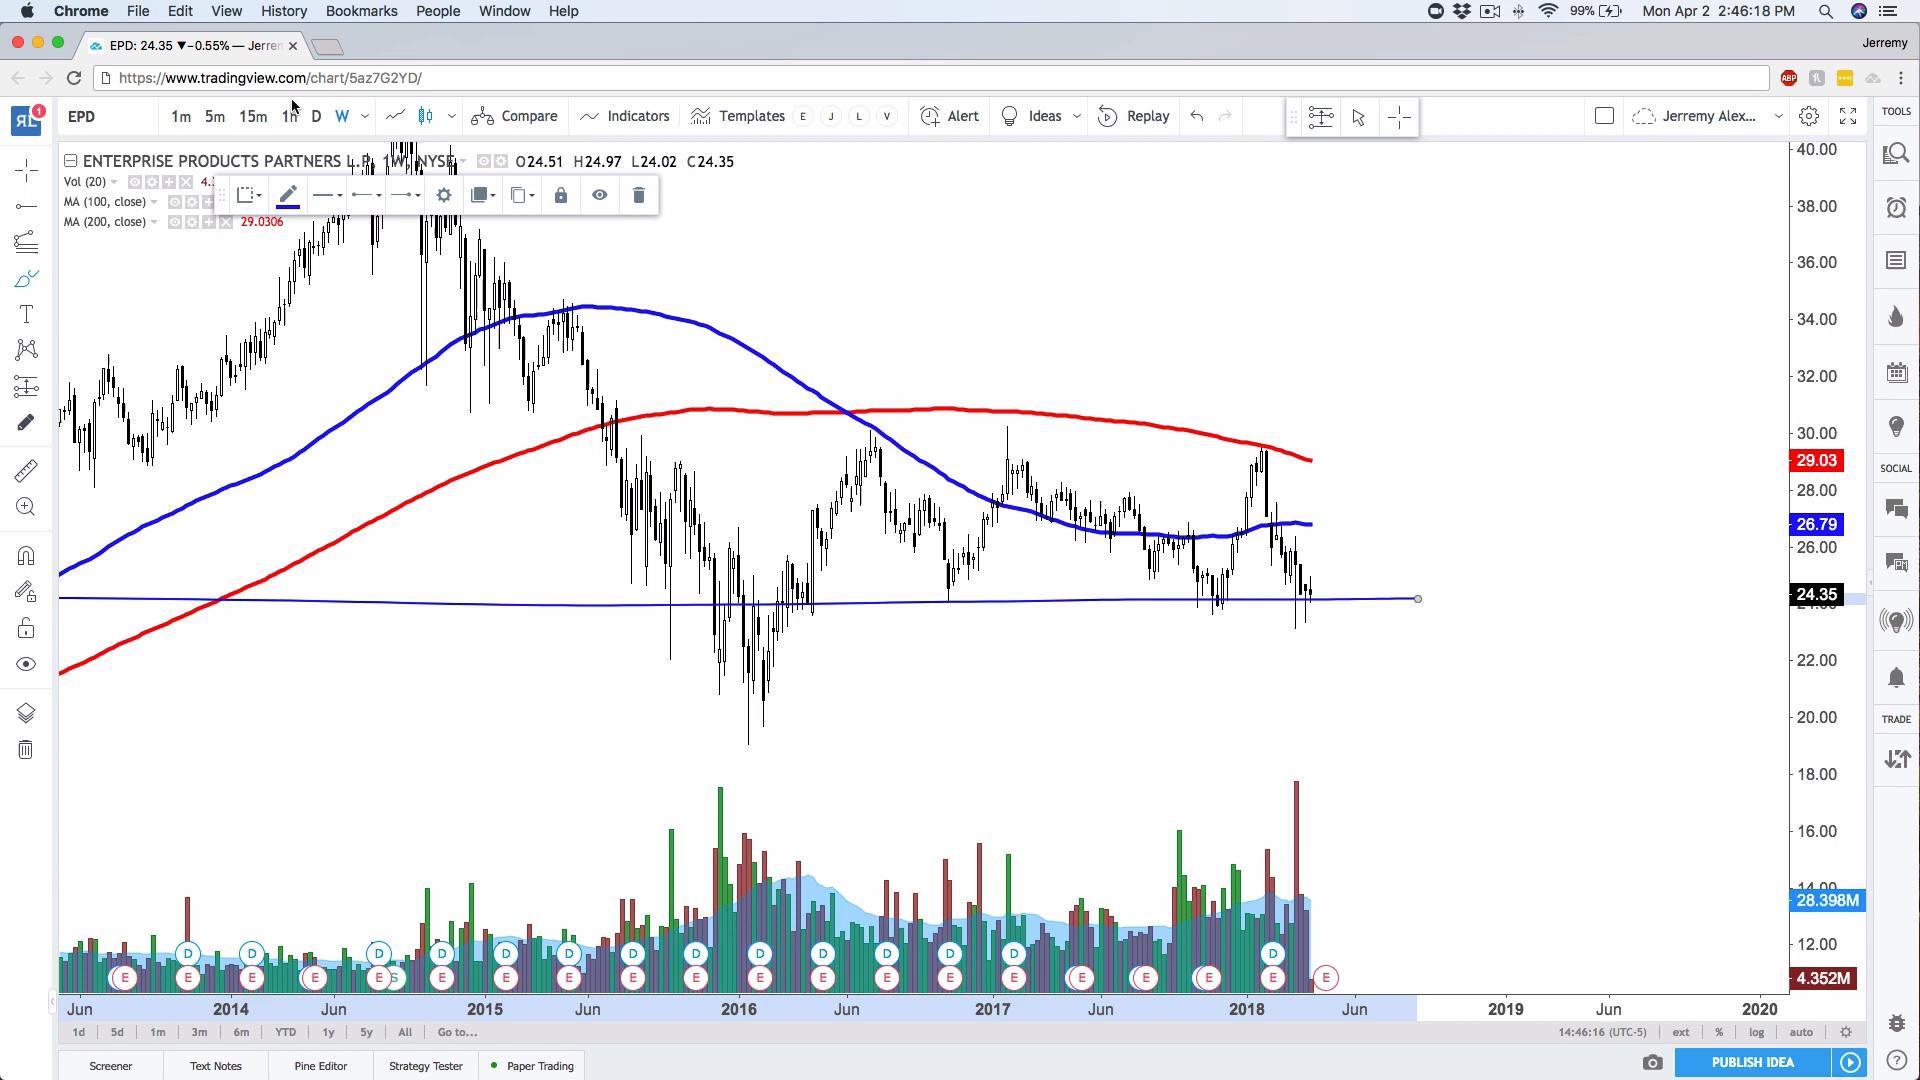 Chrome File Edit View History Bookmarks People Window Help 99% Mon Apr 2 2:46:18 PM
EPD: 24.35 ▼−0.55% — Jerrem Jerremy
https://www.tradingview.com/chart/5az7G2YD/ ABP
1 EPD 1m 5m 15m 1h D W Compare Indicators Templates E J L V Alert Ideas Replay Jeremy Alex... TOOLS
ENTERPRISE PRODUCTS PARTNERS L.P., 1W, NYSE O24.51 H24.97 L24.02 C24.35
Vol (20)
MA (100, close)
MA (200, close) 29.0306
40.00
38.00
36.00
34.00
32.00
30.00
29.03
28.00
26.79
26.00
24.35
22.00
20.00
18.00
16.00
14.00
28.398M
12.00
4.352M
SOCIAL
TRADE
D D D D D D D D D D D D D D
E E E E E S E E E E E E E E E E E E E E
Jun 2014 Jun 2015 Jun 2016 Jun 2017 Jun 2018 Jun 2019 Jun 2020
1d 5d 1m 3m 6m YTD 1y 5y All Go to... 14:46:16 (UTC-5) ext % log auto
Screener Text Notes Pine Editor Strategy Tester Paper Trading PUBLISH IDEA